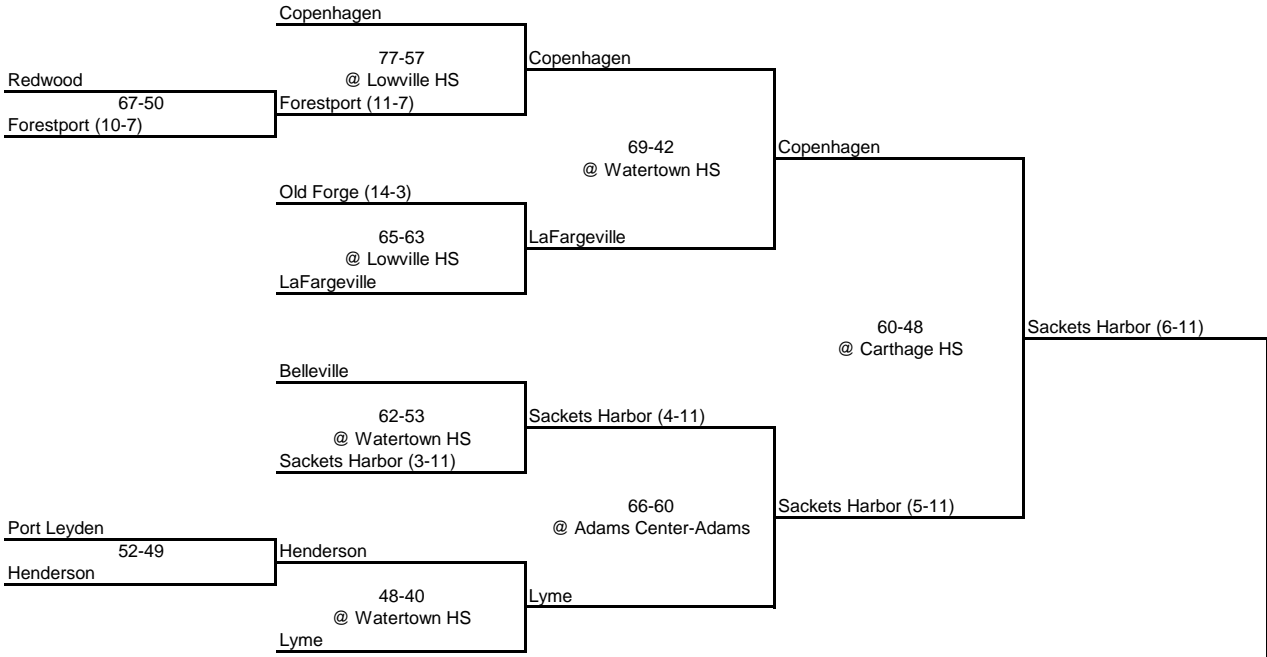 Copenhagen
77-57
@ Lowville HS
Copenhagen
Redwood
67-50
Forestport (11-7)
Forestport (10-7)
69-42
@ Watertown HS
Copenhagen
Old Forge (14-3)
65-63
@ Lowville HS
LaFargeville
LaFargeville
60-48
@ Carthage HS
Sackets Harbor (6-11)
Belleville
62-53
@ Watertown HS
Sackets Harbor (4-11)
Sackets Harbor (3-11)
66-60
@ Adams Center-Adams
Sackets Harbor (5-11)
Port Leyden
52-49
Henderson
Henderson
48-40
@ Watertown HS
Lyme
Lyme